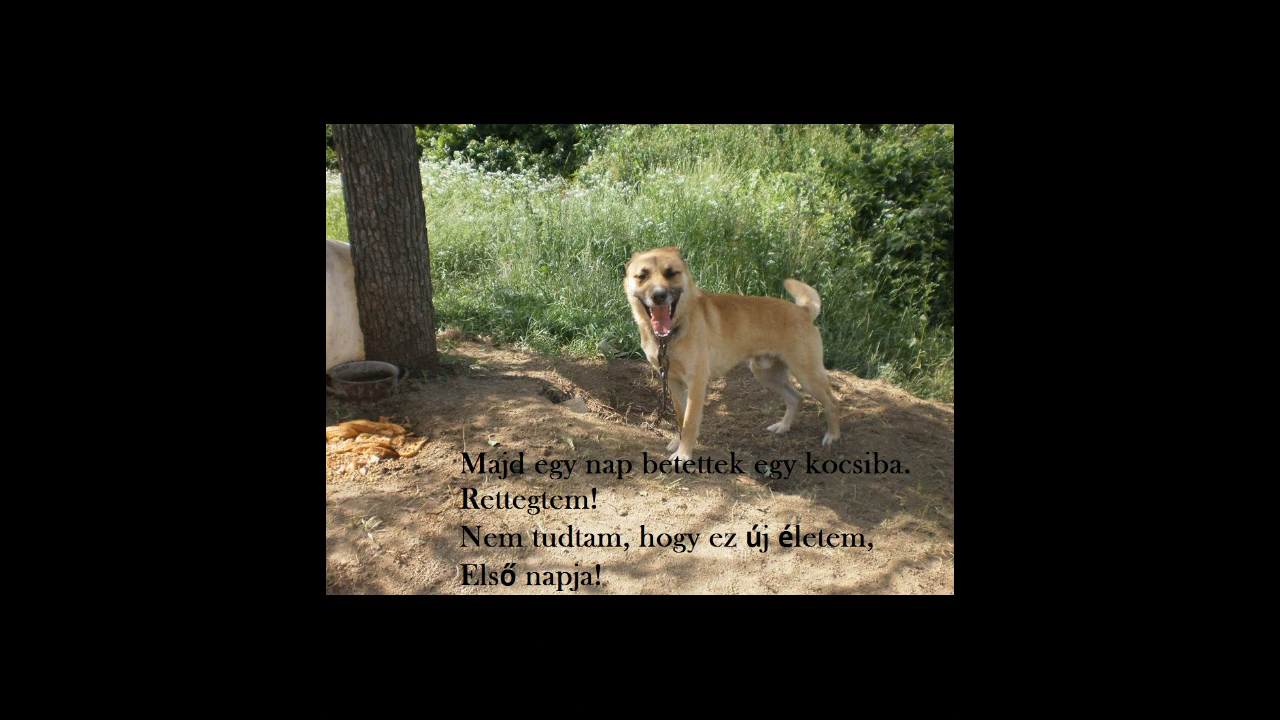 Majd egy nap betettek egy kocsiba.
Rettegtem!
Nem tudtam, hogy ez új életem,
Első napja!